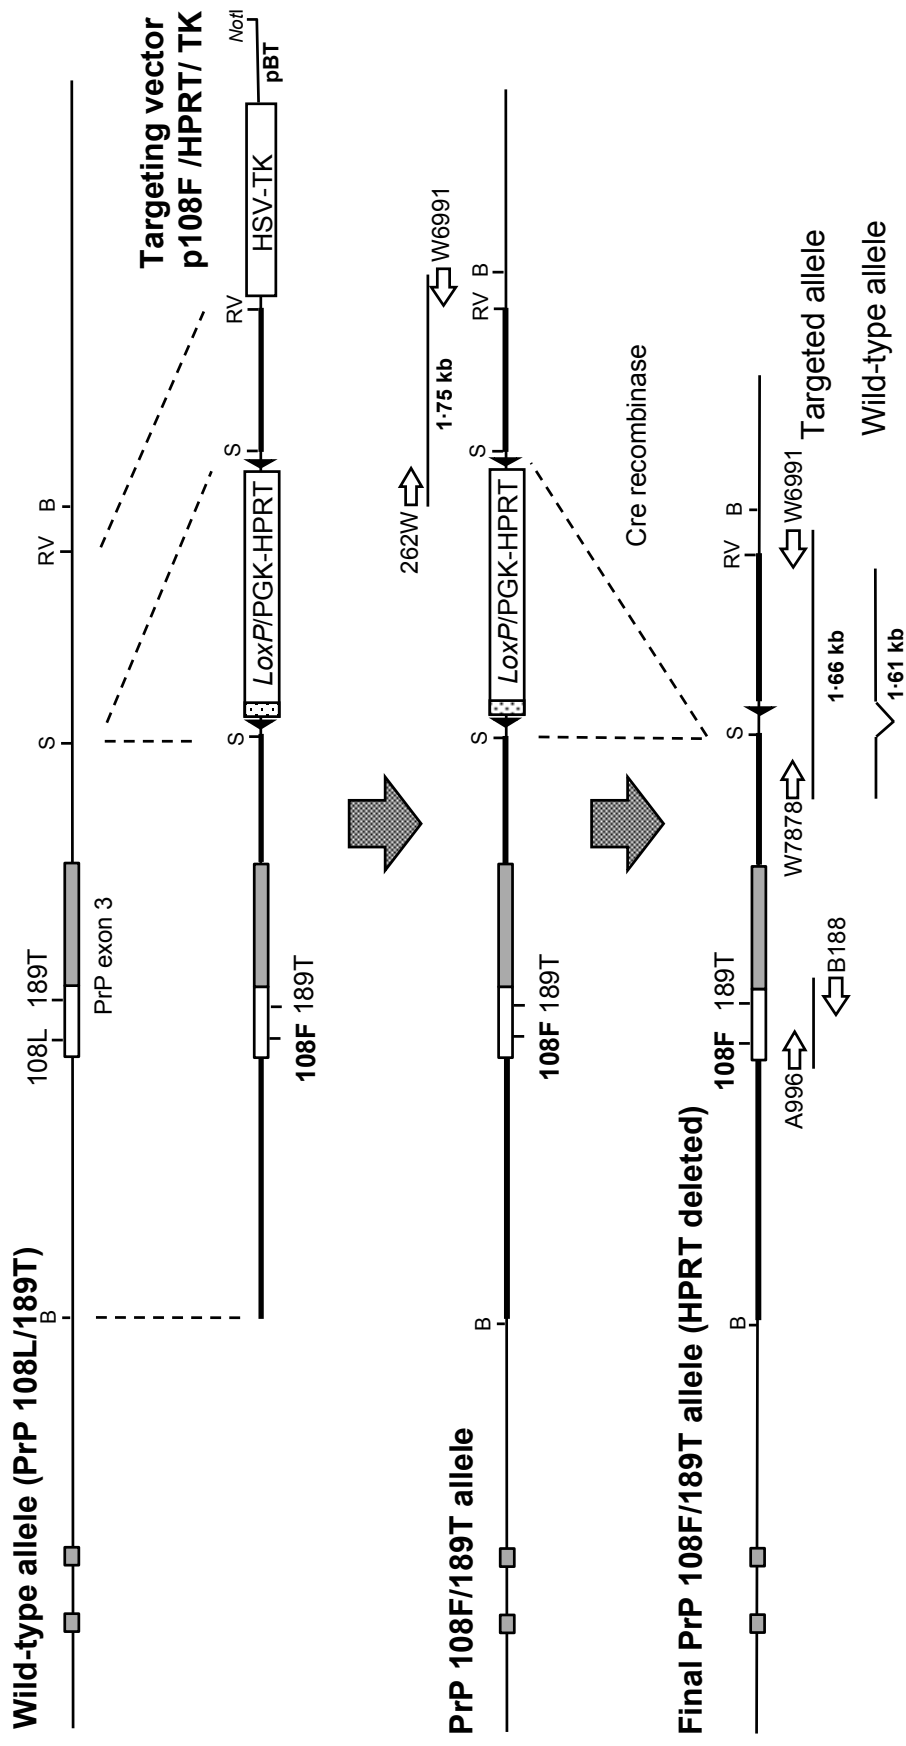 Wild-type allele (PrP 108L/189T)
B
108L 189T
S
RV
B
PrP exon 3
Targeting vector
p108F /HPRT/ TK
S
LoxP/PGK-HPRT
S
RV
HSV-TK
NotI
pBT
108F 189T
262W
1·75 kb
W6991
PrP 108F/189T allele
B
S
LoxP/PGK-HPRT
S
RV
B
108F 189T
Cre recombinase
Final PrP 108F/189T allele (HPRT deleted)
B
108F 189T
S
RV
B
A996
B188
W7878
W6991
1·66 kb
Targeted allele
1·61 kb
Wild-type allele